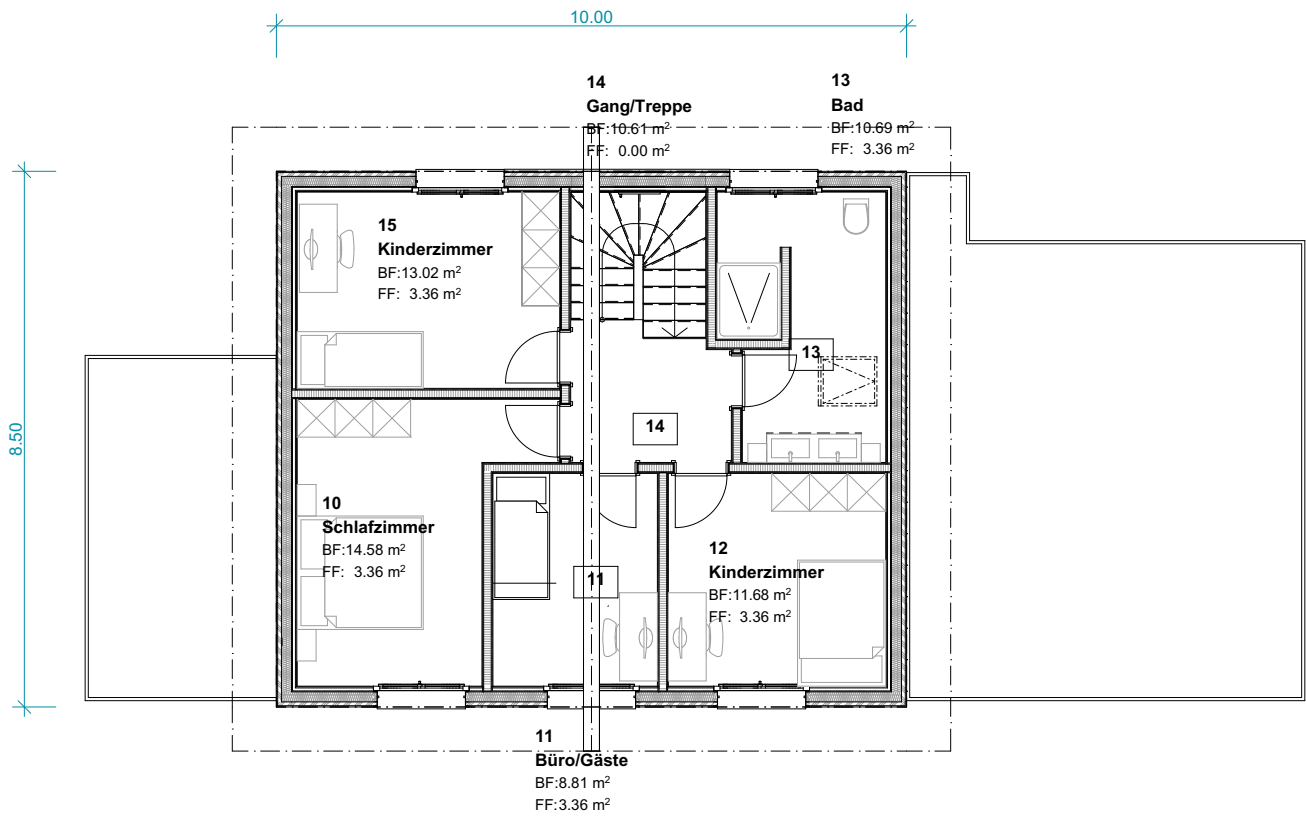 10.00
14
Gang/Treppe
BF:10.61 m²
FF: 0.00 m²
13
Bad
BF:10.69 m²
FF: 3.36 m²
15
Kinderzimmer
BF:13.02 m²
FF: 3.36 m²
13
14
8.50
10
Schlafzimmer
BF:14.58 m²
FF: 3.36 m²
11
12
Kinderzimmer
BF:11.68 m²
FF: 3.36 m²
11
Büro/Gäste
BF:8.81 m²
FF:3.36 m²